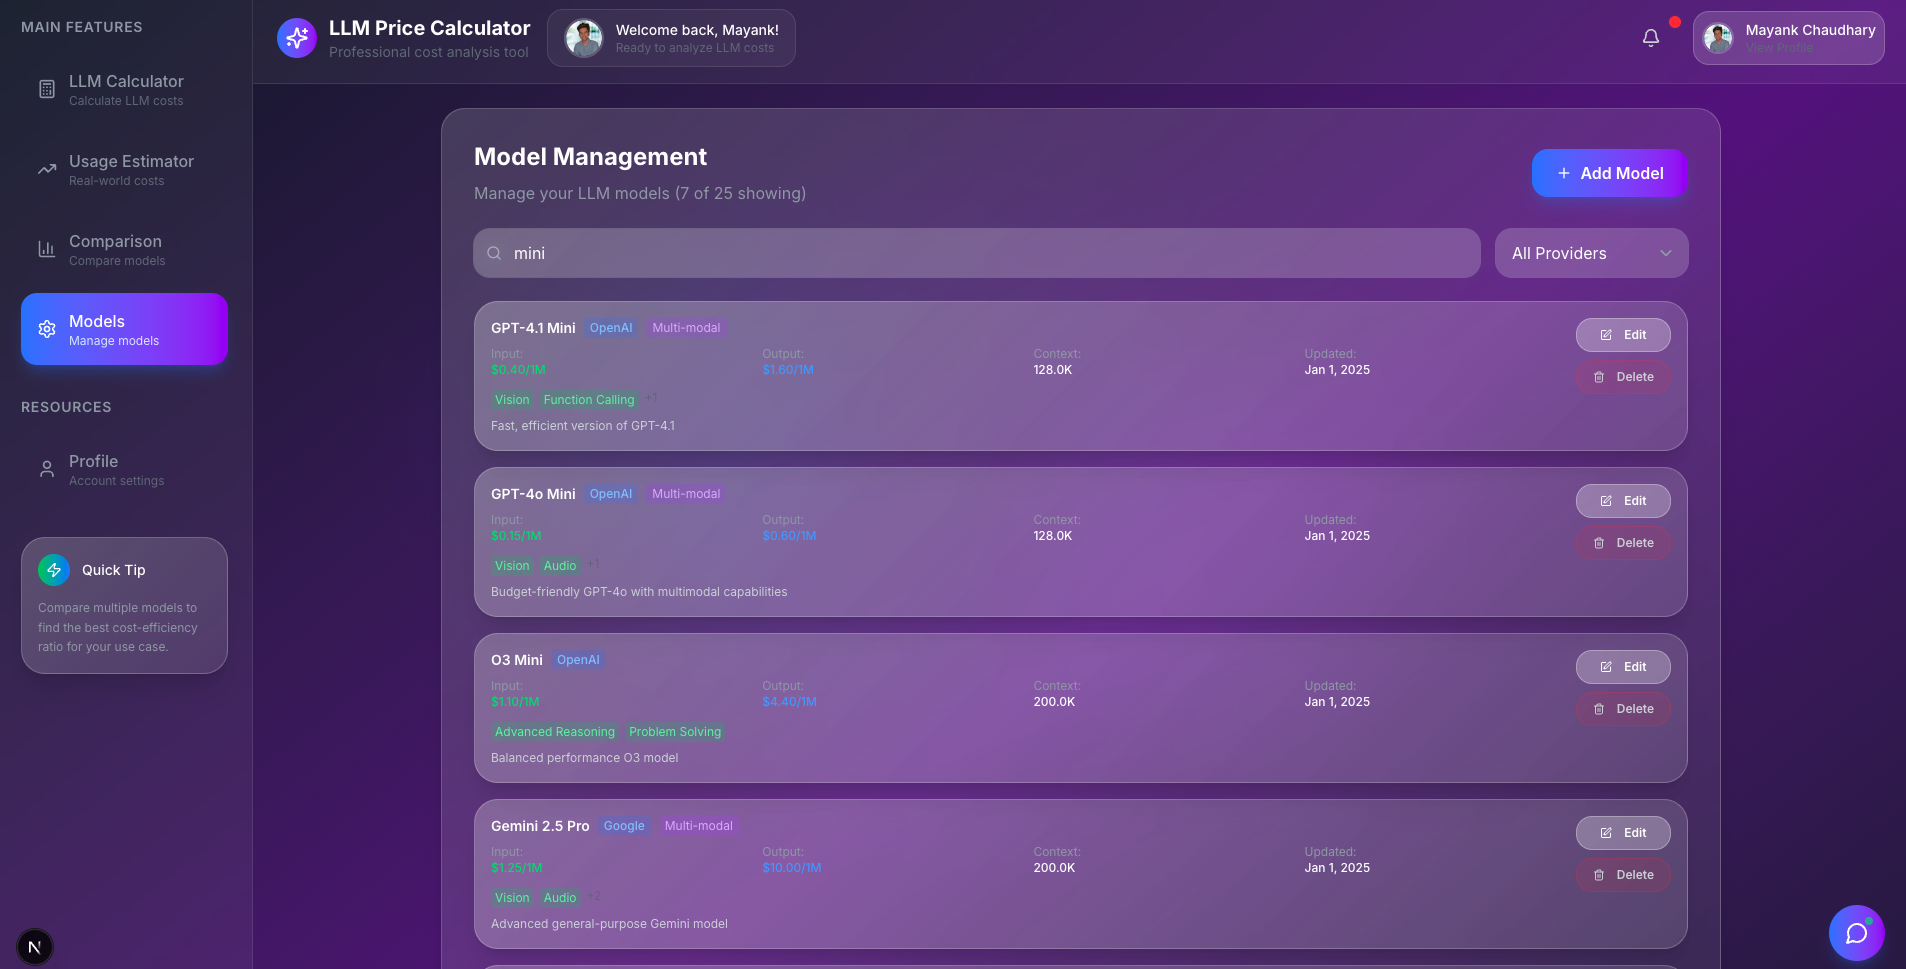 MAIN FEATURES
LLM Calculator
Calculate LLM costs
Usage Estimator
Real-world costs
Comparison
Compare models
Models
Manage models
RESOURCES
Profile
Account settings
Quick Tip
Compare multiple models to
find the best cost-efficiency
ratio for your use case.
N
LLM Price Calculator
Professional cost analysis tool
Welcome back, Mayank!
Ready to analyze LLM costs
Mayank Chaudhary
View Profile
Model Management
Manage your LLM models (7 of 25 showing)
Add Model
mini
All Providers
GPT-4.1 Mini OpenAI Multi-modal
Input: Output: Context: Updated:
$0.40/1M $1.60/1M 128.0K Jan 1, 2025
Vision Function Calling +1
Fast, efficient version of GPT-4.1
Edit
Delete
GPT-4o Mini OpenAI Multi-modal
Input: Output: Context: Updated:
$0.15/1M $0.60/1M 128.0K Jan 1, 2025
Vision Audio +1
Budget-friendly GPT-4o with multimodal capabilities
Edit
Delete
O3 Mini OpenAI
Input: Output: Context: Updated:
$1.10/1M $4.40/1M 200.0K Jan 1, 2025
Advanced Reasoning Problem Solving
Balanced performance O3 model
Edit
Delete
Gemini 2.5 Pro Google Multi-modal
Input: Output: Context: Updated:
$1.25/1M $10.00/1M 200.0K Jan 1, 2025
Vision Audio +2
Advanced general-purpose Gemini model
Edit
Delete